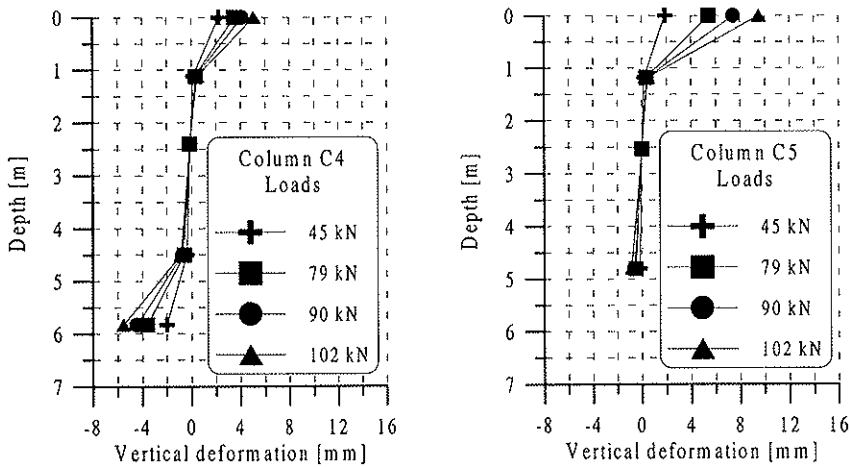 0
1
2
3
4
5
6
7
Depth [m]
-8 -4 0 4 8 12 16
Vertical deformation [mm]
Column C4
Loads
45 kN
79 kN
90 kN
102 kN
0
1
2
3
4
5
6
7
Depth [m]
-8 -4 0 4 8 12 16
Vertical deformation [mm]
Column C5
Loads
45 kN
79 kN
90 kN
102 kN